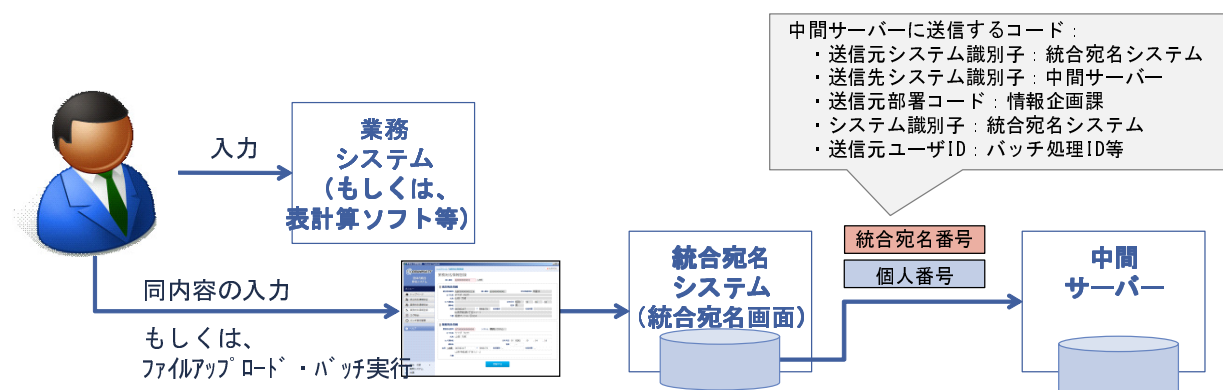 中間サーバーに送信するコード：
・送信元システム識別子：統合宛名システム
・送信先システム識別子：中間サーバー
・送信元部署コード：情報企画課
・システム識別子：統合宛名システム
・送信元ユーザID：バッチ処理ID等
入力
業務
システム
（もしくは、
表計算ソフト等）
統合宛名番号
個人番号
統合宛名
システム
（統合宛名画面）
中間
サーバー
同内容の入力
もしくは、
ﾌｧｲﾙｱｯﾌﾟﾛｰﾄﾞ・ﾊﾞｯﾁ実行